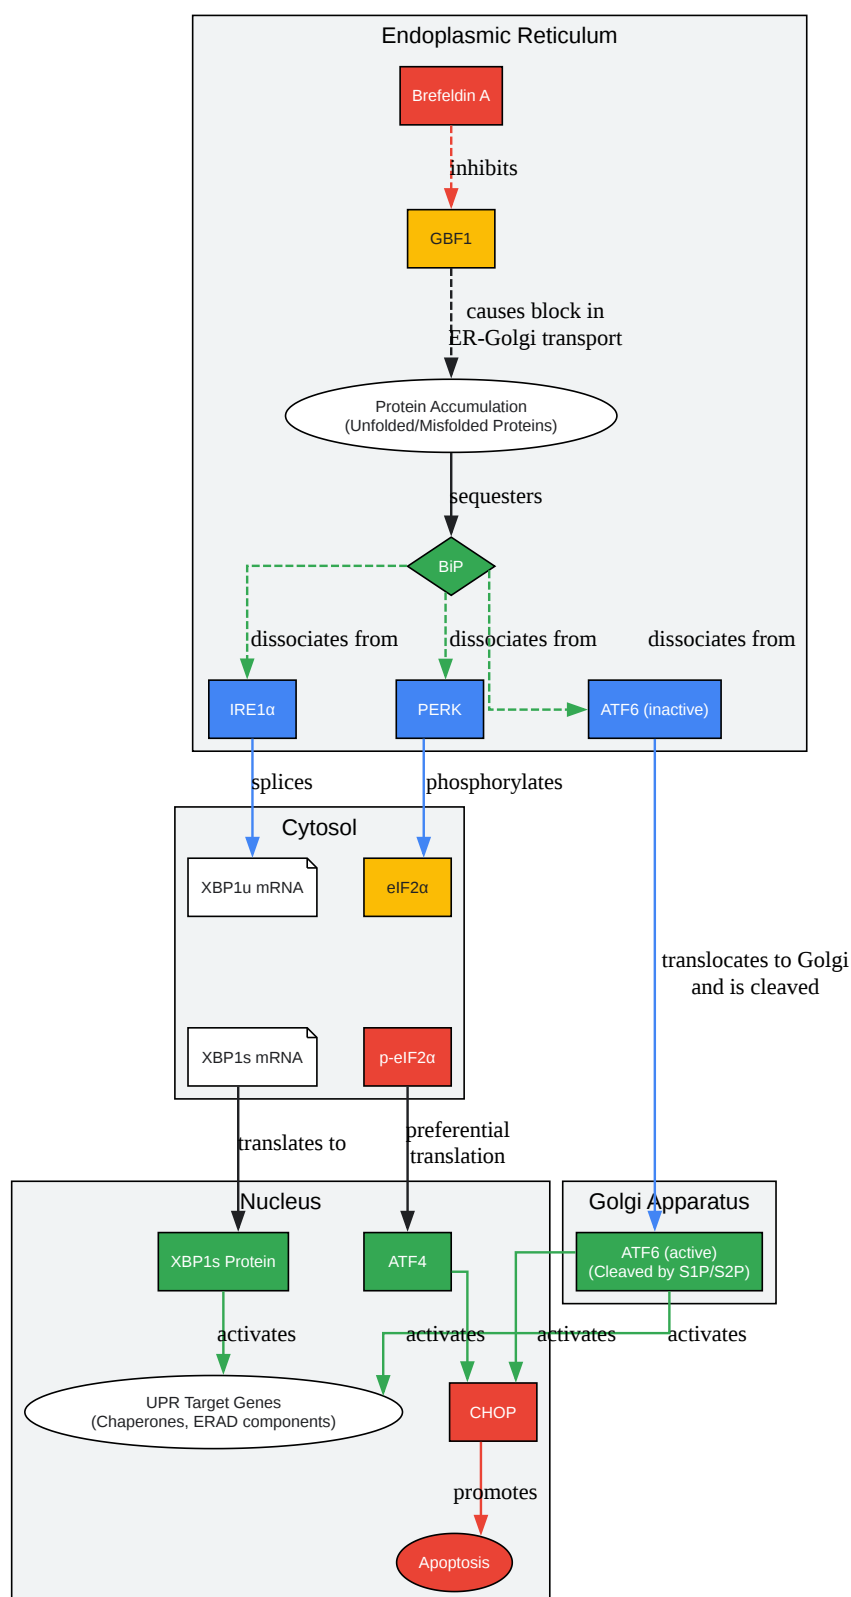 Endoplasmic Reticulum
Brefeldin A
inhibits
GBF1
causes block in
ER-Golgi transport
Protein Accumulation
(Unfolded/Misfolded Proteins)
sequesters
BiP
dissociates from
dissociates from
dissociates from
IRE1α
PERK
ATF6 (inactive)
splices
phosphorylates
Cytosol
XBP1u mRNA
eIF2α
translocates to Golgi
and is cleaved
XBP1s mRNA
p-eIF2α
translates to
preferential
translation
Nucleus
Golgi Apparatus
XBP1s Protein
ATF4
ATF6 (active)
(Cleaved by S1P/S2P)
activates
activates
activates
activates
UPR Target Genes
(Chaperones, ERAD components)
CHOP
promotes
Apoptosis